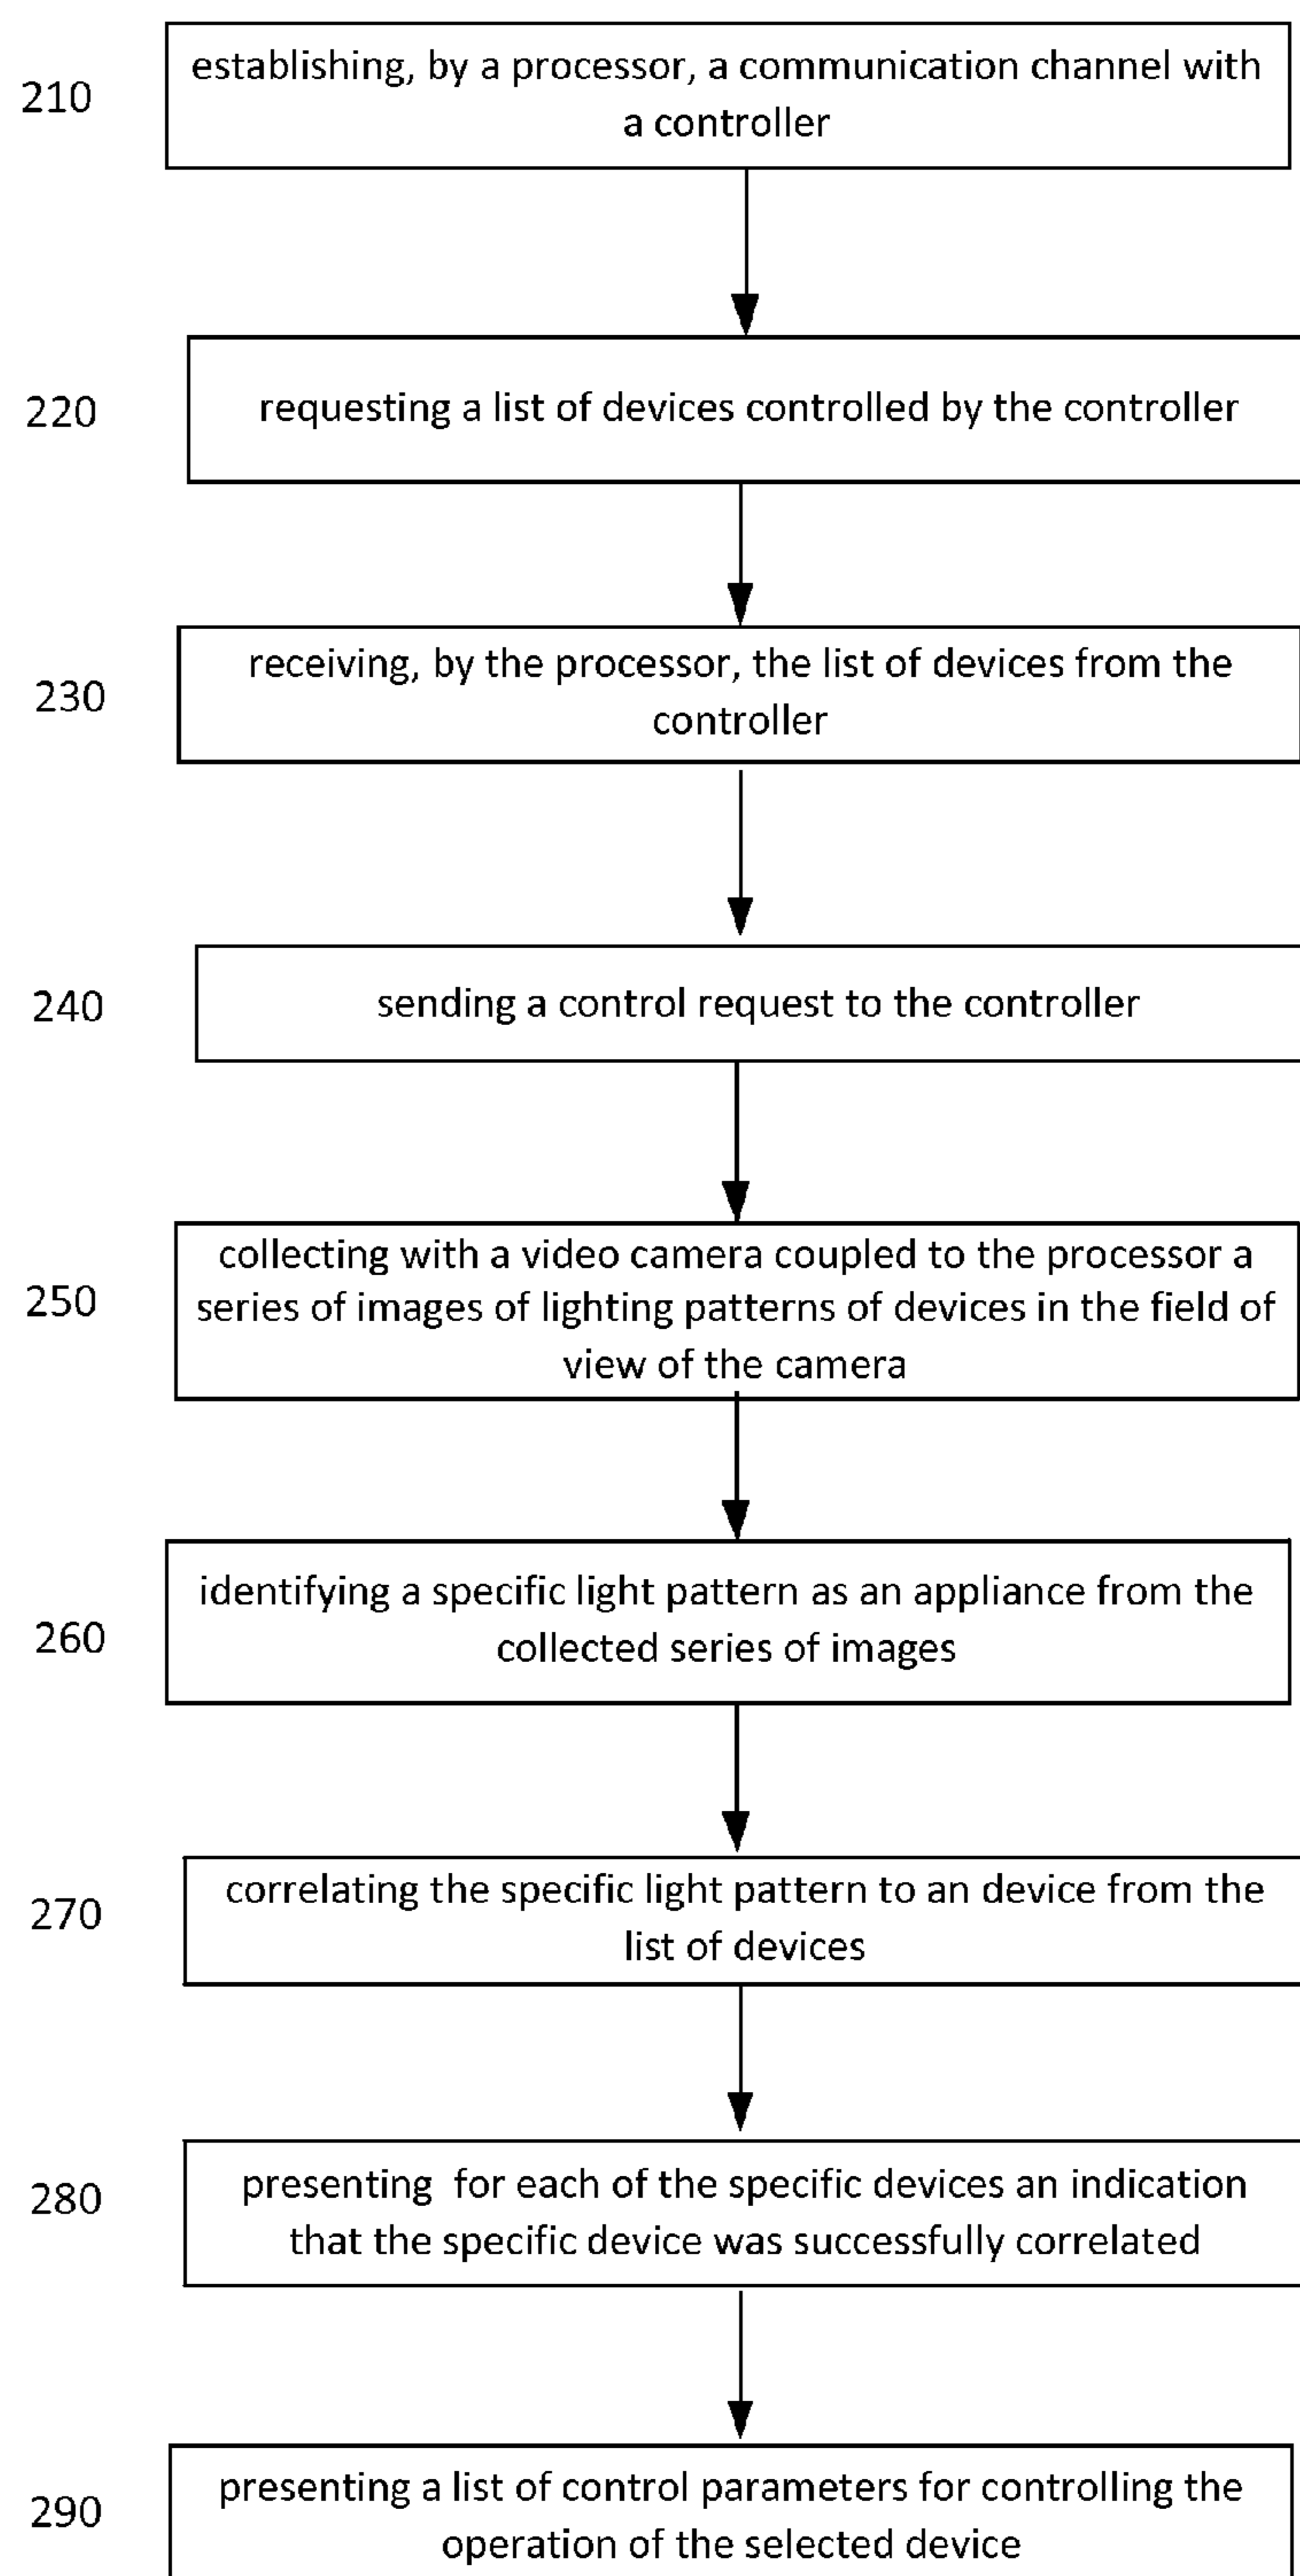 210
establishing, by a processor, a communication channel with
a controller
220
requesting a list of devices controlled by the controller
230
receiving, by the processor, the list of devices from the
controller
240
sending a control request to the controller
250
collecting with a video camera coupled to the processor a
series of images of lighting patterns of devices in the field of
view of the camera
260
identifying a specific light pattern as an appliance from the
collected series of images
270
correlating the specific light pattern to an device from the
list of devices
280
presenting  for each of the specific devices an indication
that the specific device was successfully correlated
290
presenting a list of control parameters for controlling the
operation of the selected device